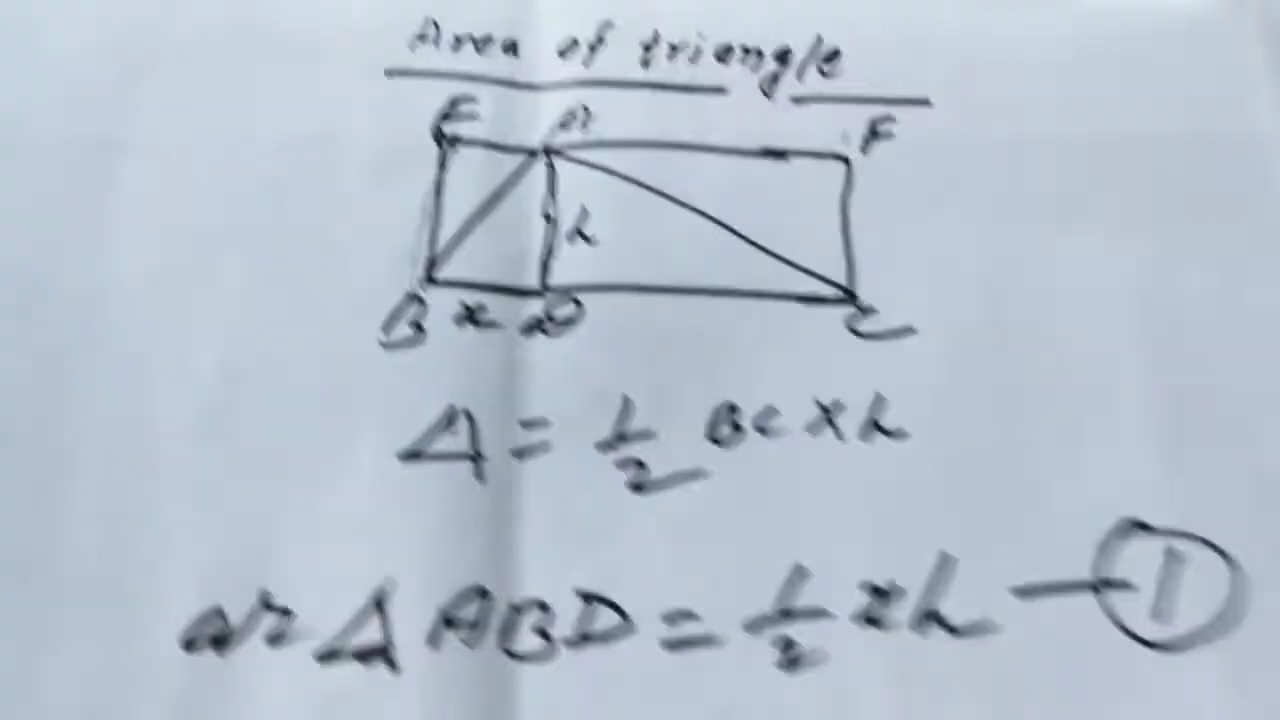 Area of triangle
E A F
h
B x D C
Δ = 1/2 BC × h
ar Δ ABD = 1/2 xh — ①